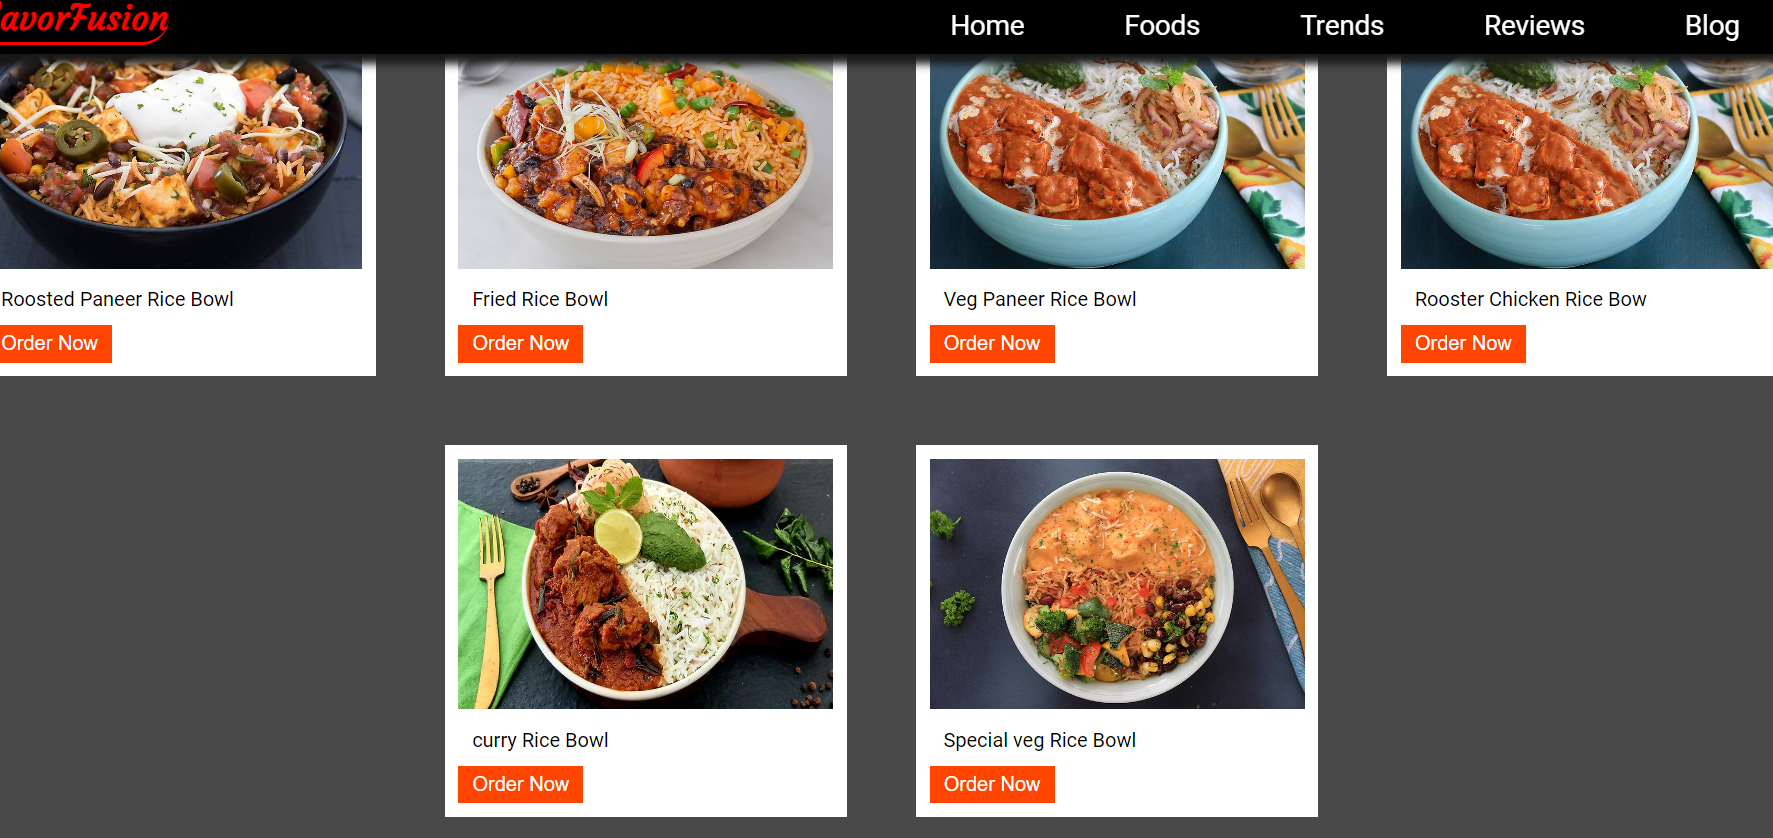 lavorFusion
Home
Foods
Trends
Reviews
Blog
Roosted Paneer Rice Bowl
Order Now
Fried Rice Bowl
Order Now
Veg Paneer Rice Bowl
Order Now
Rooster Chicken Rice Bow
Order Now
curry Rice Bowl
Order Now
Special veg Rice Bowl
Order Now